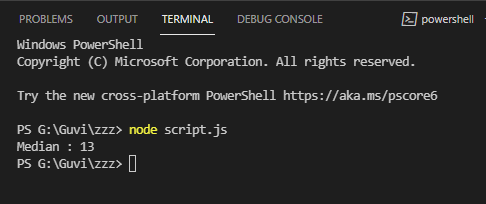 PROBLEMS OUTPUT TERMINAL DEBUG CONSOLE powershell
Windows PowerShell
Copyright (C) Microsoft Corporation. All rights reserved.
Try the new cross-platform PowerShell https://aka.ms/pscore6
PS G:\Guvi\zzz> node script.js
Median : 13
PS G:\Guvi\zzz>